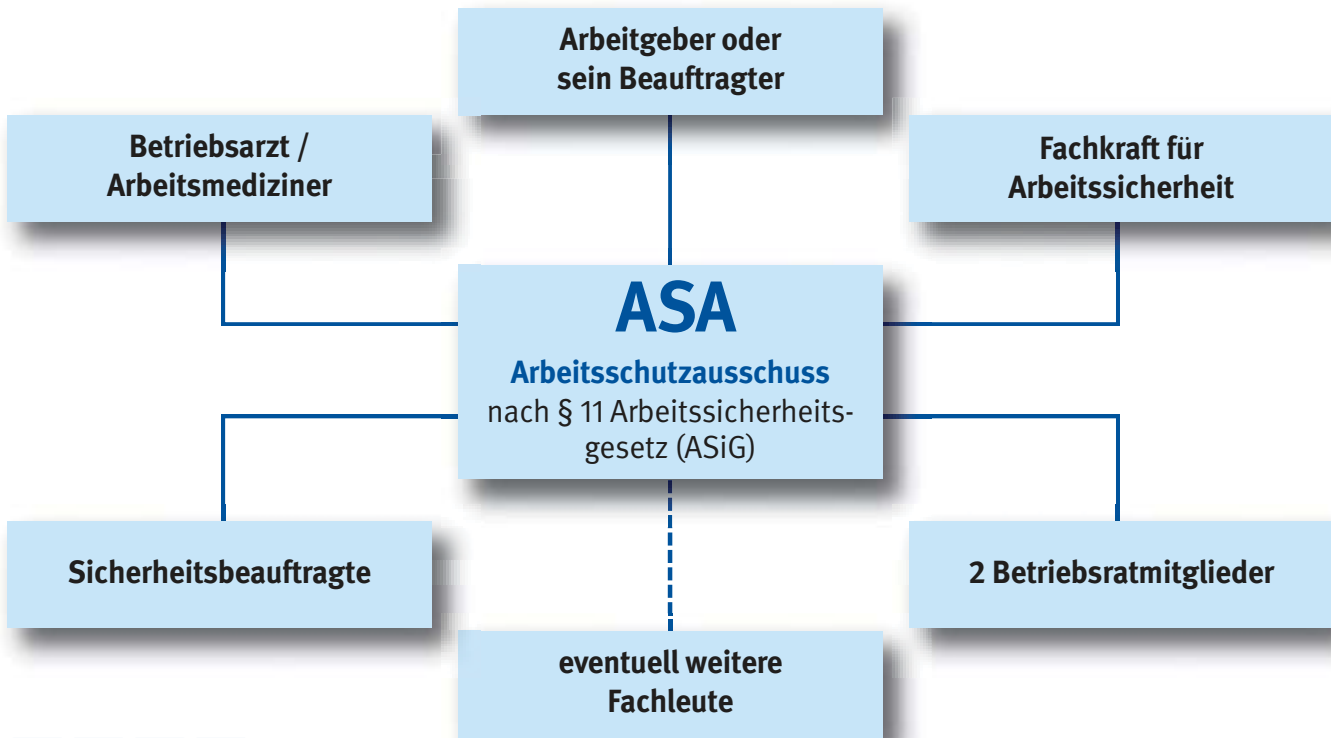 Arbeitgeber oder
sein Beauftragter
Betriebsarzt /
Arbeitsmediziner
Fachkraft für
Arbeitssicherheit
ASA
Arbeitsschutzausschuss
nach § 11 Arbeitssicherheits-
gesetz (ASiG)
Sicherheitsbeauftragte
2 Betriebsratmitglieder
eventuell weitere
Fachleute